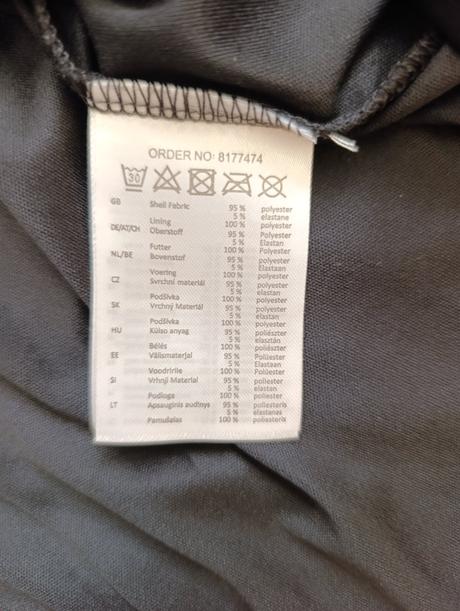 ORDER NO: 8177474
30
GB Shell Fabric 95 % polyester
5 % elastane
Lining 100 % polyester
DE/AT/CH Oberstoff 95 % Polyester
5 % Elastan
Futter 100 % Polyester
NL/BE Bovenstof 95 % polyester
5 % Elastaan
Voering 100 % polyester
CZ Svrchní materiál 95 % polyester
5 % elastan
Podšívka 100 % polyester
SK Vrchný Materiál 95 % polyester
5 % elastan
Podšívka 100 % polyester
HU Külso anyag 95 % poliészter
5 % elasztán
Bélés 100 % poliészter
EE Välismaterjal 95 % Polüester
5 % Elastaan
Voodririie 100 % Polüester
SI Vrhnji Material 95 % poliester
5 % elastan
Podloga 100 % poliester
LT Apsauginis audinys 95 % poliesteris
5 % elastanas
Pamušalas 100 % poliesteris